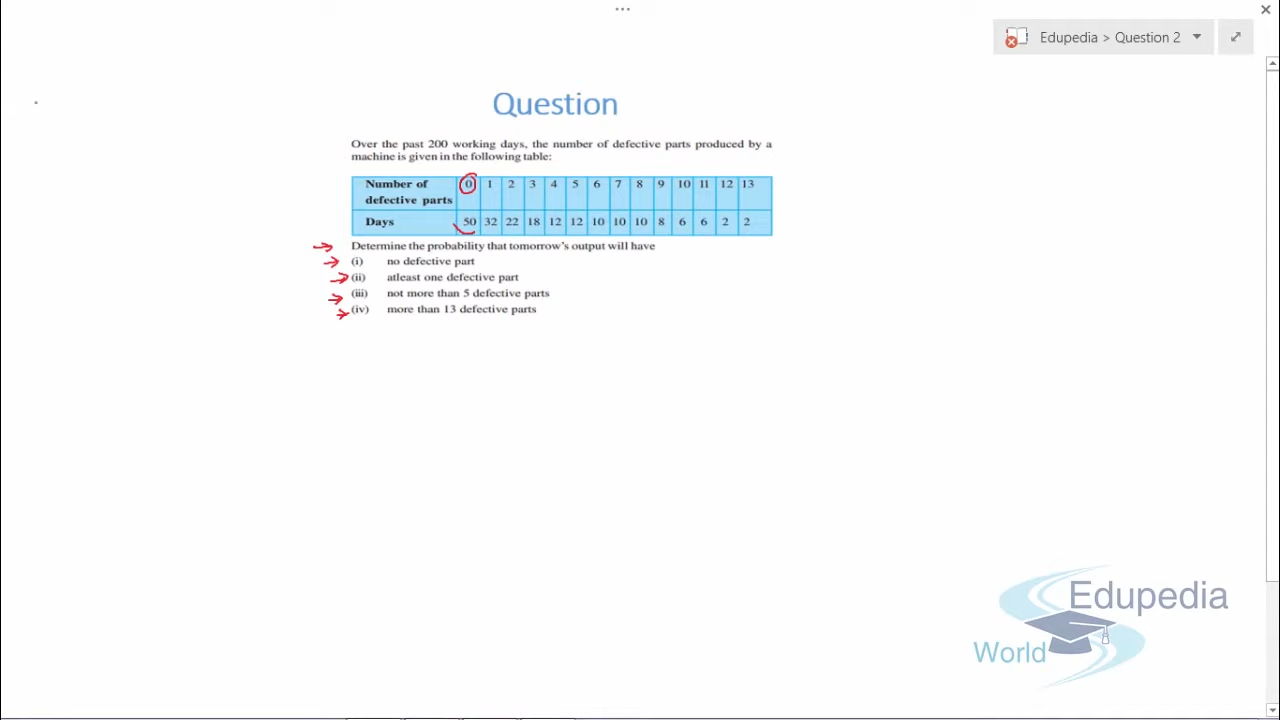 ...
Edupedia > Question 2
Question
Over the past 200 working days, the number of defective parts produced by a
machine is given in the following table:
Number of defective parts 0 1 2 3 4 5 6 7 8 9 10 11 12 13
Days 50 32 22 18 12 12 10 10 10 8 6 6 2 2
Determine the probability that tomorrow's output will have
(i) no defective part
(ii) atleast one defective part
(iii) not more than 5 defective parts
(iv) more than 13 defective parts
Edupedia
World